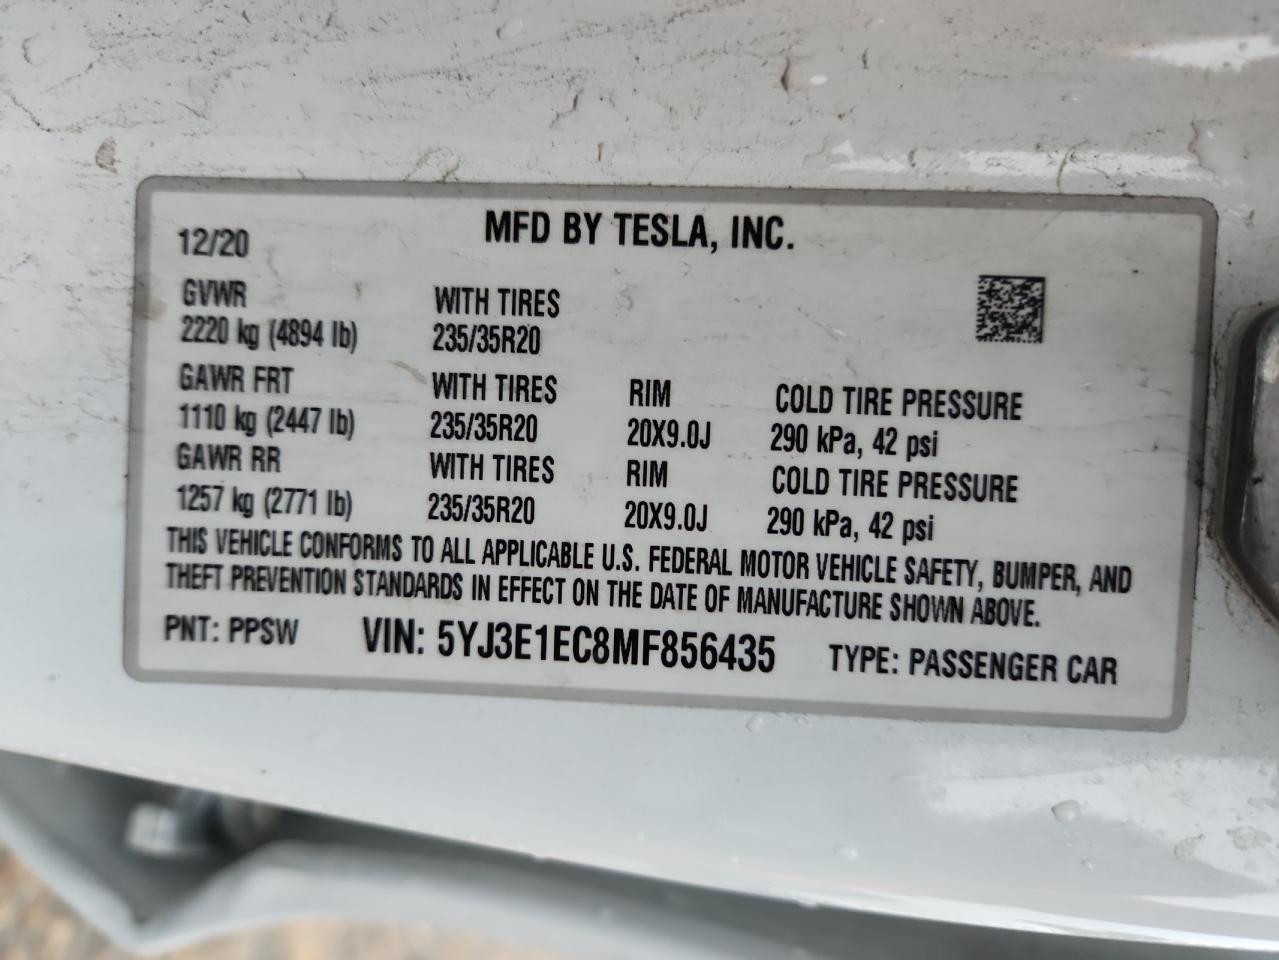 MFD BY TESLA, INC.
12/20
GVWR WITH TIRES
2220 kg (4894 lb) 235/35R20
GAWR FRT WITH TIRES RIM COLD TIRE PRESSURE
1110 kg (2447 lb) 235/35R20 20X9.0J 290 kPa, 42 psi
GAWR RR WITH TIRES RIM COLD TIRE PRESSURE
1257 kg (2771 lb) 235/35R20 20X9.0J 290 kPa, 42 psi
THIS VEHICLE CONFORMS TO ALL APPLICABLE U.S. FEDERAL MOTOR VEHICLE SAFETY, BUMPER, AND
THEFT PREVENTION STANDARDS IN EFFECT ON THE DATE OF MANUFACTURE SHOWN ABOVE.
PNT: PPSW VIN: 5YJ3E1EC8MF856435 TYPE: PASSENGER CAR